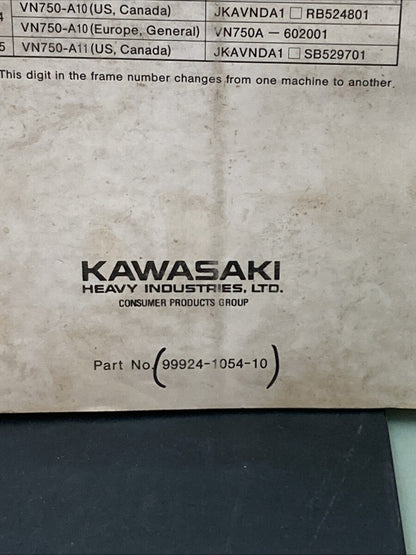 VN750-A10 (US, Canada) JKAVNDA1 □ RB524801
4 VN750-A10 (Europe, General) VN750A — 602001
5 VN750-A11 (US, Canada) JKAVNDA1 □ SB529701
This digit in the frame number changes from one machine to another.
KAWASAKI
HEAVY INDUSTRIES, LTD.
CONSUMER PRODUCTS GROUP
Part No. (99924-1054-10)